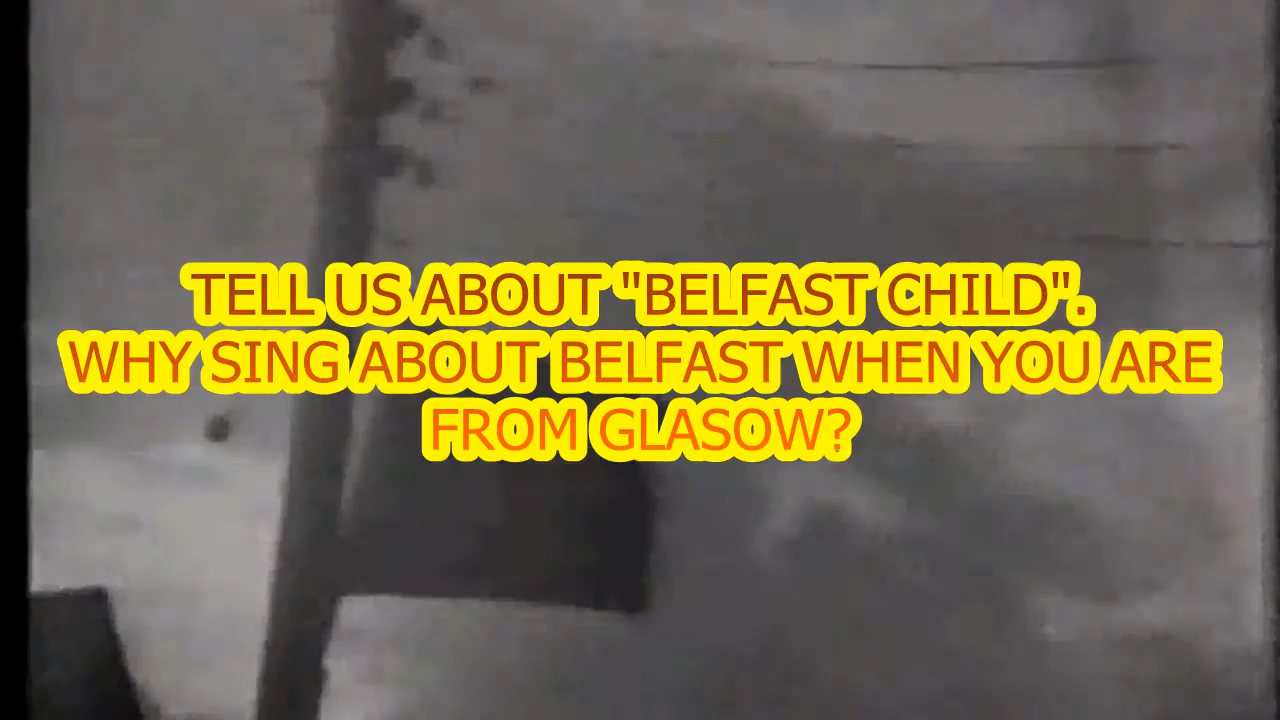 TELL US ABOUT "BELFAST CHILD".
WHY SING ABOUT BELFAST WHEN YOU ARE
FROM GLASOW?